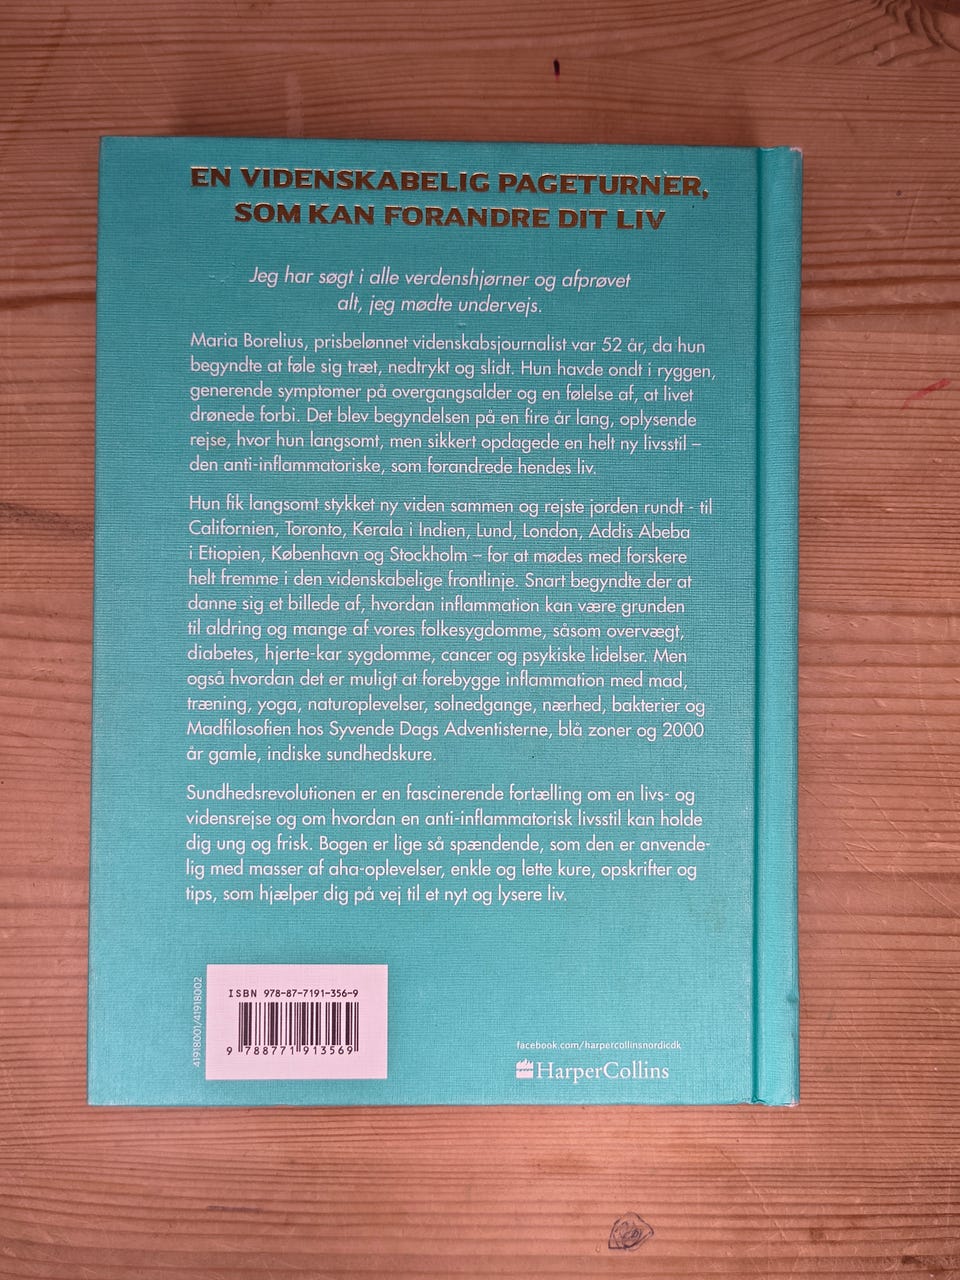 EN VIDENSKABELIG PAGETURNER,
SOM KAN FORANDRE DIT LIV
Jeg har søgt i alle verdenshjørner og afprøvet
alt, jeg mødte undervejs.
Maria Borelius, prisbelønnet videnskabsjournalist var 52 år, da hun
begyndte at føle sig træt, nedtrykt og slidt. Hun havde ondt i ryggen,
generende symptomer på overgangsalder og en følelse af, at livet
drønede forbi. Det blev begyndelsen på en fire år lang, oplysende
rejse, hvor hun langsomt, men sikkert opdagede en helt ny livsstil –
den anti-inflammatoriske, som forandrede hendes liv.
Hun fik langsomt stykket ny viden sammen og rejste jorden rundt - til
Californien, Toronto, Kerala i Indien, Lund, London, Addis Abeba
i Etiopien, København og Stockholm – for at mødes med forskere
helt fremme i den videnskabelige frontlinje. Snart begyndte der at
danne sig et billede af, hvordan inflammation kan være grunden
til aldring og mange af vores folkesygdomme, såsom overvægt,
diabetes, hjerte-kar sygdomme, cancer og psykiske lidelser. Men
også hvordan det er muligt at forebygge inflammation med mad,
træning, yoga, naturoplevelser, solnedgange, nærhed, bakterier og
Madfilosofien hos Syvende Dags Adventisterne, blå zoner og 2000
år gamle, indiske sundhedskure.
Sundhedsrevolutionen er en fascinerende fortælling om en livs- og
vidensrejse og om hvordan en anti-inflammatorisk livsstil kan holde
dig ung og frisk. Bogen er lige så spændende, som den er anvende-
lig med masser af aha-oplevelser, enkle og lette kure, opskrifter og
tips, som hjælper dig på vej til et nyt og lysere liv.
41918001/41918002
ISBN 978-87-7191-356-9
9 788771 913569
facebook.com/harpercollinsnordicdk
HarperCollins